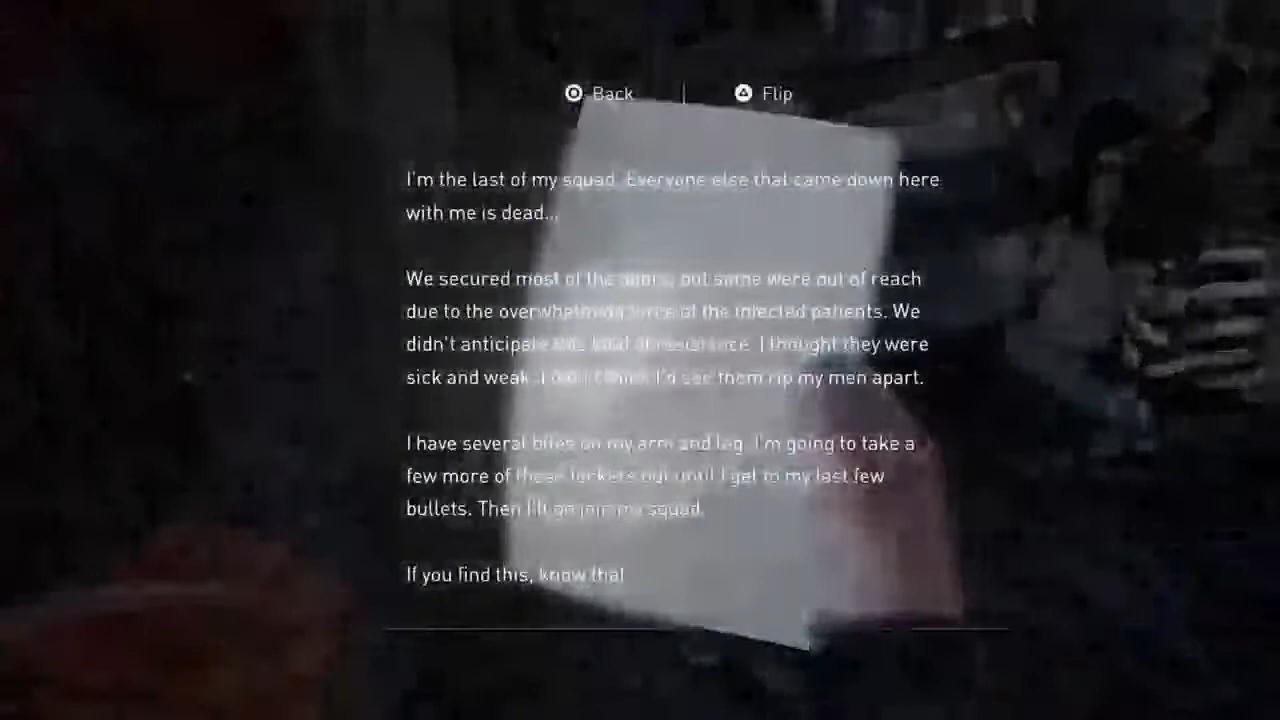 Back | Flip
I'm the last of my squad. Everyone else that came down here
with me is dead...
We secured most of the doors, but some were out of reach
due to the overwhelming force of the infected patients. We
didn't anticipate this kind of resistance. I thought they were
sick and weak. I didn't think I'd see them rip my men apart.
I have several bites on my arm and leg. I'm going to take a
few more of these fuckers out until I get to my last few
bullets. Then I'll go join my squad.
If you find this, know that